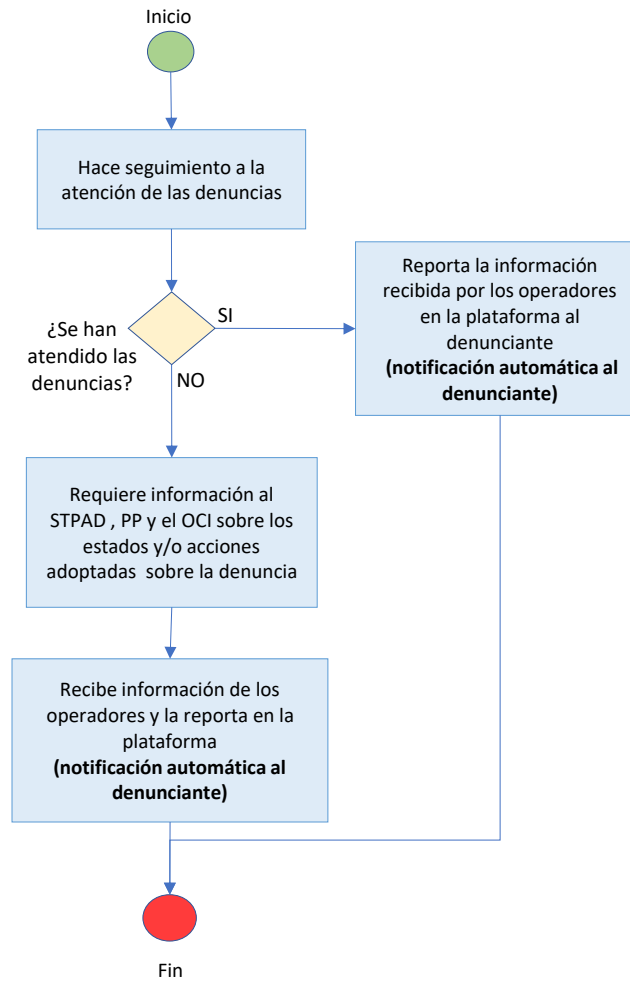 Inicio
Hace seguimiento a la
atención de las denuncias
¿Se han
atendido las
denuncias?
SI
NO
Reporta la información
recibida por los operadores
en la plataforma al
denunciante
(notificación automática al
denunciante)
Requiere información al
STPAD , PP y el OCI sobre los
estados y/o acciones
adoptadas sobre la denuncia
Recibe información de los
operadores y la reporta en la
plataforma
(notificación automática al
denunciante)
Fin